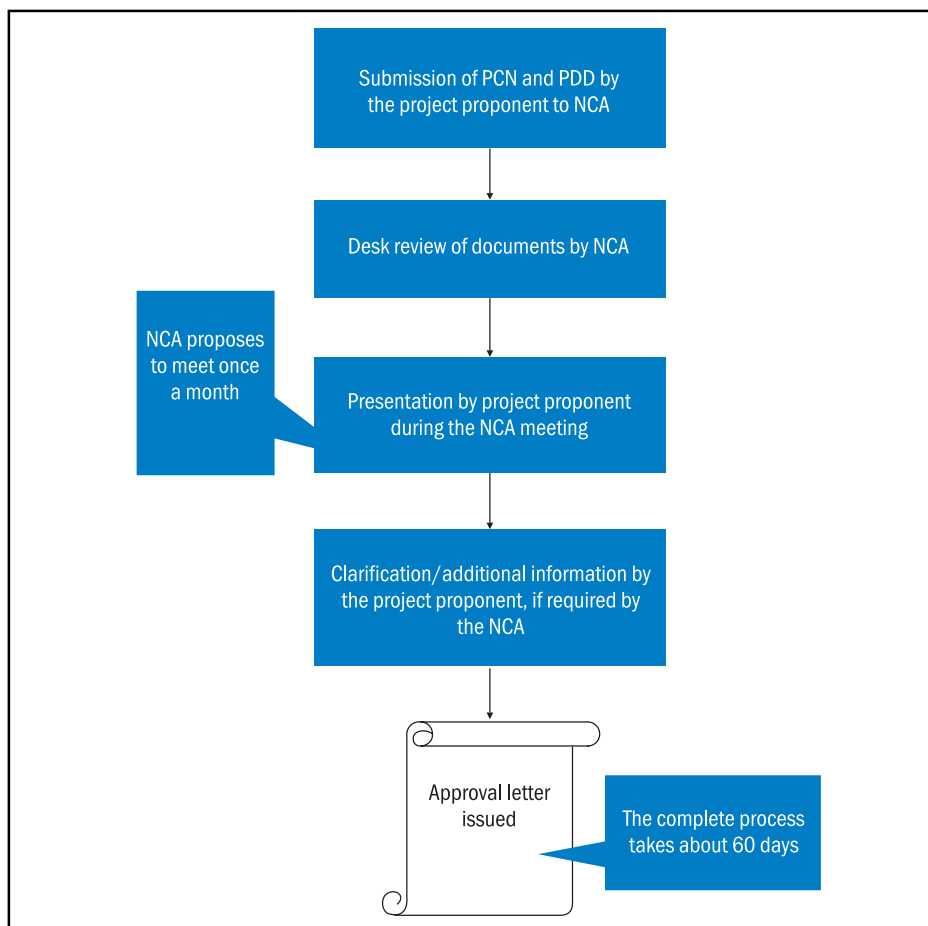 Submission of PCN and PDD by
the project proponent to NCA
Desk review of documents by NCA
NCA proposes
to meet once
a month
Presentation by project proponent
during the NCA meeting
Clarification/additional information by
the project proponent, if required by
the NCA
Approval letter
issued
The complete process
takes about 60 days